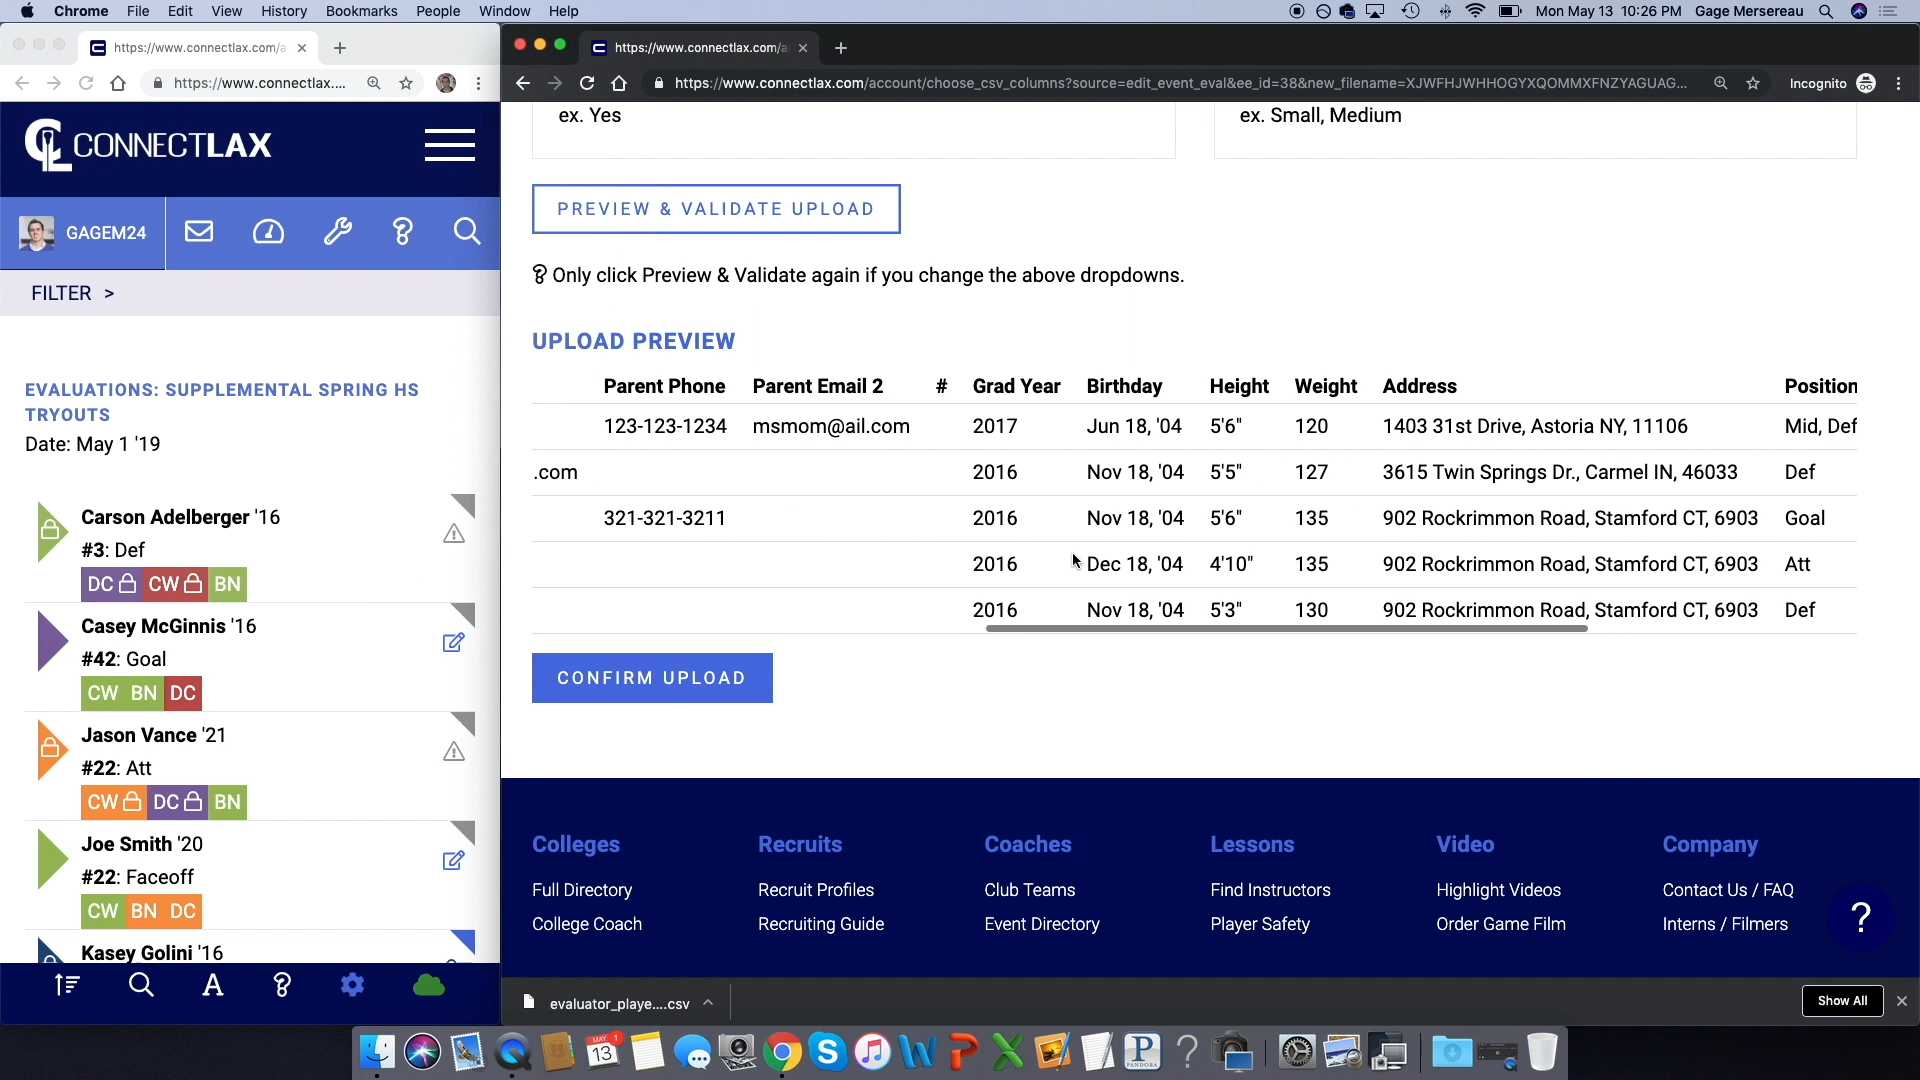 Chrome File Edit View History Bookmarks People Window Help
Mon May 13 10:26 PM Gage Mersereau
https://www.connectlax.com/a
https://www.connectlax....
CONNECTLAX
GAGEM24
FILTER >
EVALUATIONS: SUPPLEMENTAL SPRING HS
TRYOUTS
Date: May 1 '19
Carson Adelberger '16
#3: Def
DC CW BN
Casey McGinnis '16
#42: Goal
CW BN DC
Jason Vance '21
#22: Att
CW DC BN
Joe Smith '20
#22: Faceoff
CW BN DC
Kasey Golini '16
https://www.connectlax.com/a
https://www.connectlax.com/account/choose_csv_columns?source=edit_event_eval&ee_id=38&new_filename=XJWFHJWHHOGYXQOMMXFNZYAGUAG...
Incognito
ex. Yes
ex. Small, Medium
PREVIEW & VALIDATE UPLOAD
? Only click Preview & Validate again if you change the above dropdowns.
UPLOAD PREVIEW
Parent Phone Parent Email 2 # Grad Year Birthday Height Weight Address Position
123-123-1234 msmom@ail.com 2017 Jun 18, '04 5'6" 120 1403 31st Drive, Astoria NY, 11106 Mid, Def
.com 2016 Nov 18, '04 5'5" 127 3615 Twin Springs Dr., Carmel IN, 46033 Def
321-321-3211 2016 Nov 18, '04 5'6" 135 902 Rockrimmon Road, Stamford CT, 6903 Goal
2016 Dec 18, '04 4'10" 135 902 Rockrimmon Road, Stamford CT, 6903 Att
2016 Nov 18, '04 5'3" 130 902 Rockrimmon Road, Stamford CT, 6903 Def
CONFIRM UPLOAD
Colleges Recruits Coaches Lessons Video Company
Full Directory Recruit Profiles Club Teams Find Instructors Highlight Videos Contact Us / FAQ
College Coach Recruiting Guide Event Directory Player Safety Order Game Film Interns / Filmers
?
evaluator_playe....csv
Show All
MAY
13
1
P
PANDORA